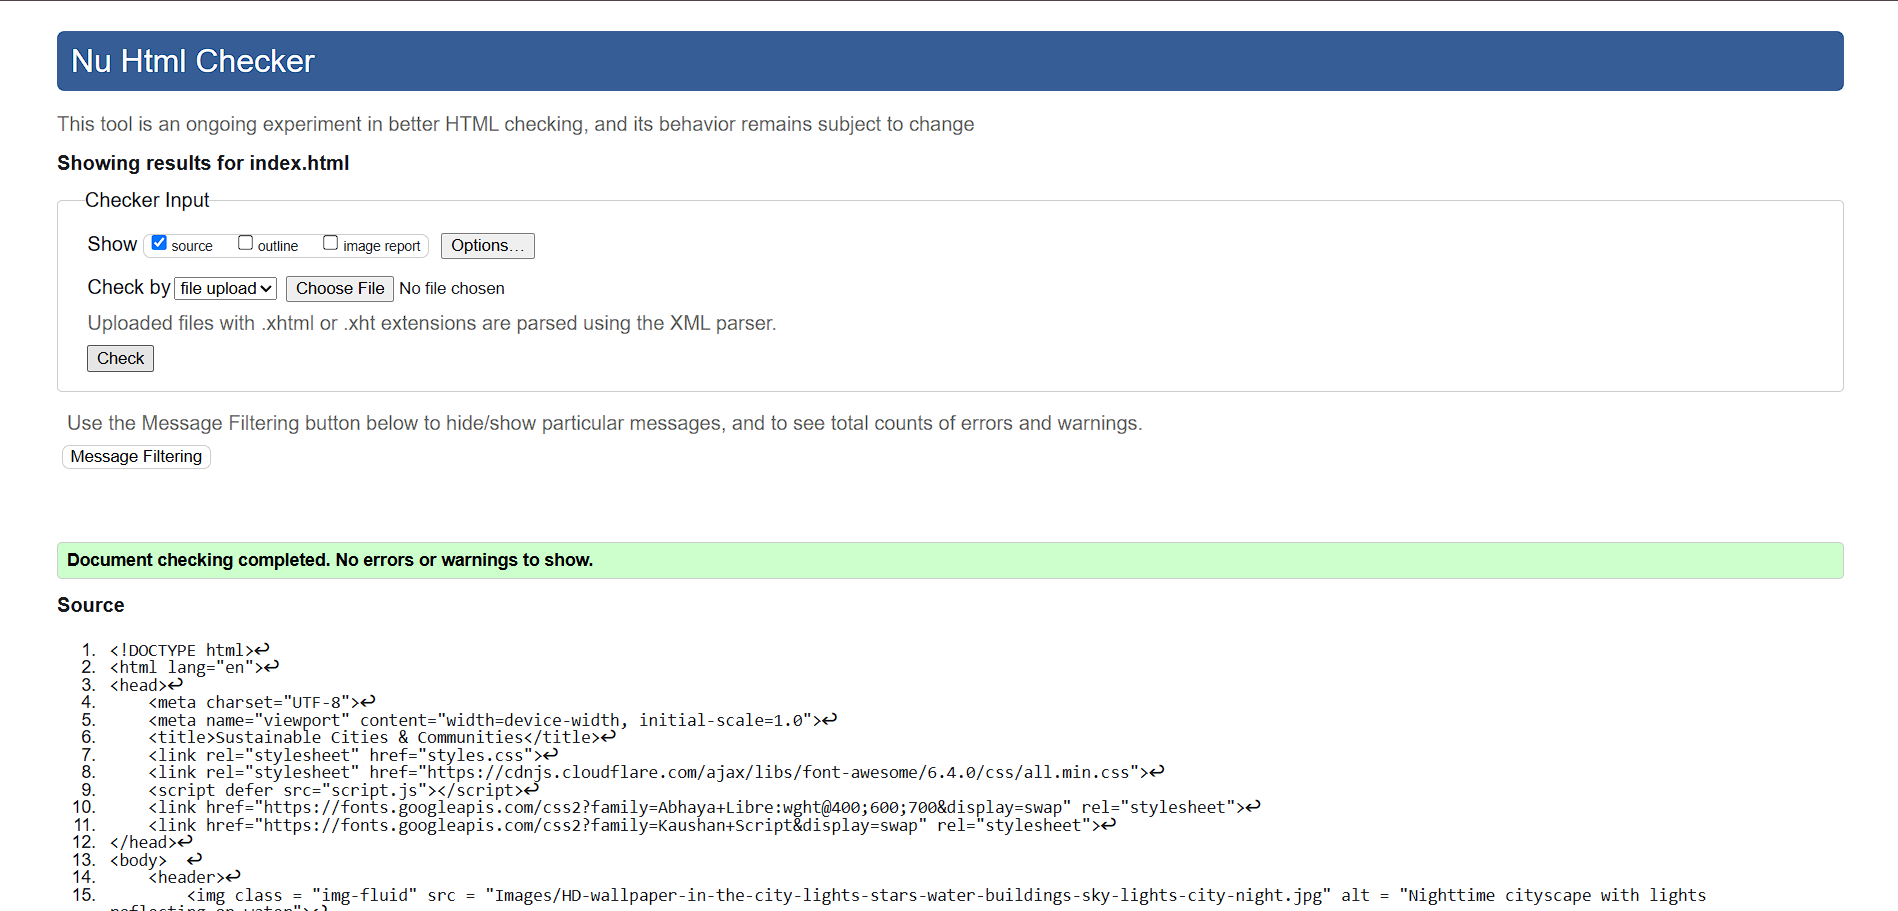 Nu Html Checker
This tool is an ongoing experiment in better HTML checking, and its behavior remains subject to change
Showing results for index.html
Checker Input
Show source outline image report Options…
Check by file upload Choose File No file chosen
Uploaded files with .xhtml or .xht extensions are parsed using the XML parser.
Check
Use the Message Filtering button below to hide/show particular messages, and to see total counts of errors and warnings.
Message Filtering
Document checking completed. No errors or warnings to show.
Source
1. <!DOCTYPE html>↩
2. <html lang="en">↩
3. <head>↩
4. <meta charset="UTF-8">↩
5. <meta name="viewport" content="width=device-width, initial-scale=1.0">↩
6. <title>Sustainable Cities & Communities</title>↩
7. <link rel="stylesheet" href="styles.css">↩
8. <link rel="stylesheet" href="https://cdnjs.cloudflare.com/ajax/libs/font-awesome/6.4.0/css/all.min.css">↩
9. <script defer src="script.js"></script>↩
10. <link href="https://fonts.googleapis.com/css2?family=Abhaya+Libre:wght@400;600;700&display=swap" rel="stylesheet">↩
11. <link href="https://fonts.googleapis.com/css2?family=Kaushan+Script&display=swap" rel="stylesheet">↩
12. </head>↩
13. <body> ↩
14. <header>↩
15. <img class = "img-fluid" src = "Images/HD-wallpaper-in-the-city-lights-stars-water-buildings-sky-lights-city-night.jpg" alt = "Nighttime cityscape with lights
reflecting on water">↩